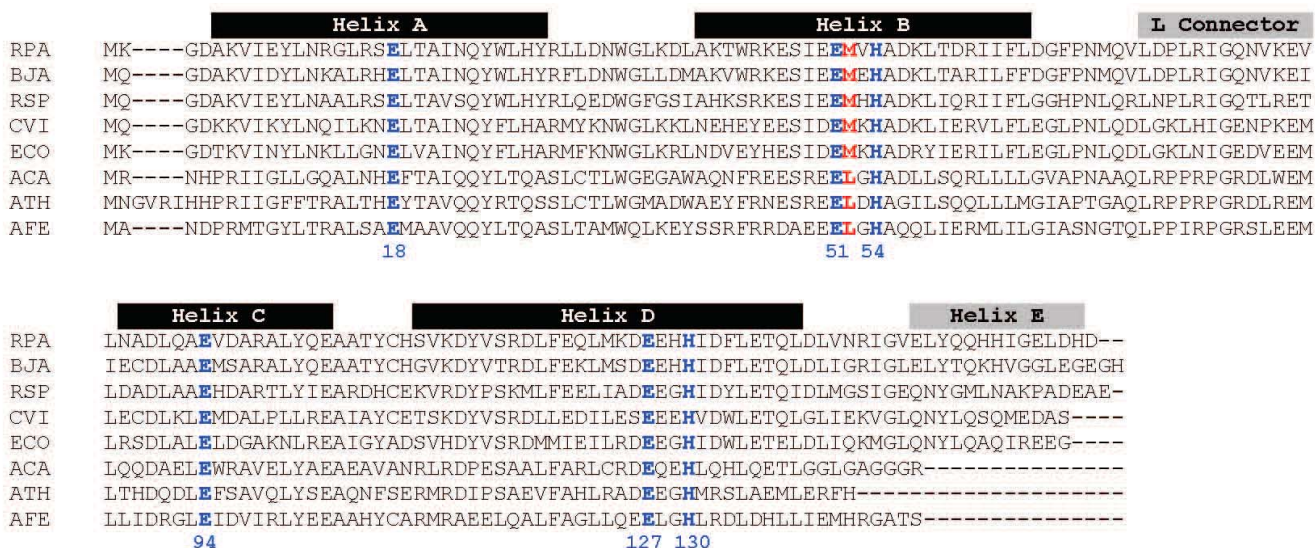 Helix A Helix B L Connector
RPA MK----GDAKVIEYLNRGLRSELTAINQYWLHYRLLDNWGLKDLAKTWRKESIEEMVHADKLTDRIIFLDGFPNMQVLDPLRIGQNVKEV
BJA MQ----GDAKVIDYLNKALRHELTAINQYWLHYRFLDNWGLLDMAKVWRKESIEEMEHADKLTARILFFDGFPNMQVLDPLRIGQNVKEI
RSP MQ----GDAKVIEYLNAALRSELTAVSQYWLHYRLQEDWGFGSIAHKSRKESIEEMHHADKLIQRIIFLGGHPNLQRLNPLRIGQTLRET
CVI MQ----GDKKVIKYLNQILKNELTAINQYFLHARMYKNWGLKKLNEHEYEESIDEMKHADKLIERVLFLEGLPNLQDLGKLHIGENPKEM
ECO MK----GDTKVINYLNKLLGNELVAINQYFLHARMFKNWGLKRLNDVEYHESIDEMKHADRYIERILFLEGLPNLQDLGKLNIGEDVEEM
ACA MR----NHPRIIGLLGQALNHEFTAIQQYLTQASLCTLWGEGAWAQNFREESREELGHADLLSQRLLLLGVAPNAAQLRPPRPGRDLWEM
ATH MNGVRIHHPRIIGFFTRALTHEYTAVQQYRTQSSLCTLWGMADWAEYFRNESREELDHAGILSQQLLLMGIAPTGAQLRPPRPGRDLREM
AFE MA----NDPRMTGYLTRALSAEMAAVQQYLTQASLTAMWQLKEYSSRFRRDAEEELGHAQQLIERMLILGIASNGTQLPPIRPGRSLEEM
18 51 54
Helix C Helix D Helix E
RPA LNADLQAEVDARALYQEAATYCHSVKDYVSRDLFEQLMKDEEHHIDFLETQLDLVNRIGVELYQQHHIGELDHD--
BJA IECDLAAEMSARALYQEAATYCHGVKDYVTRDLFEKLMSDEEHHIDFLETQLDLIGRIGLELYTQKHVGGLEGEGH
RSP LDADLAAEHDARTLYIEARDHCEKVRDYPSKMLFEELIADEEGHIDYLETQIDLMGSIGEQNYGMLNAKPADEAE-
CVI LECDLKLEMDALPLLREAIAYCETSKDYVSRDLLEDILESEEEHVDWLETQLGLIEKVGLQNYLQSQMEDAS----
ECO LRSDLALELDGAKNLREAIGYADSVHDYVSRDMMIEILRDEEGHIDWLETELDLIQKMGLQNYLQAQIREEG----
ACA LQQDAELEWRAVELYAEAEAVANRLRDPESAALFARLCRDEQEHLQHLQETLGGLGAGGGR---------------
ATH LTHDQDLEFSAVQLYSEAQNFSERMRDIPSAEVFAHLRADEEGHMRSLAEMLERFH--------------------
AFE LLIDRGLEIDVIRLYEEAAHYCARMRAEELQALFAGLLQEELGHLRDLDHLLIEMHRGATS---------------
94 127 130